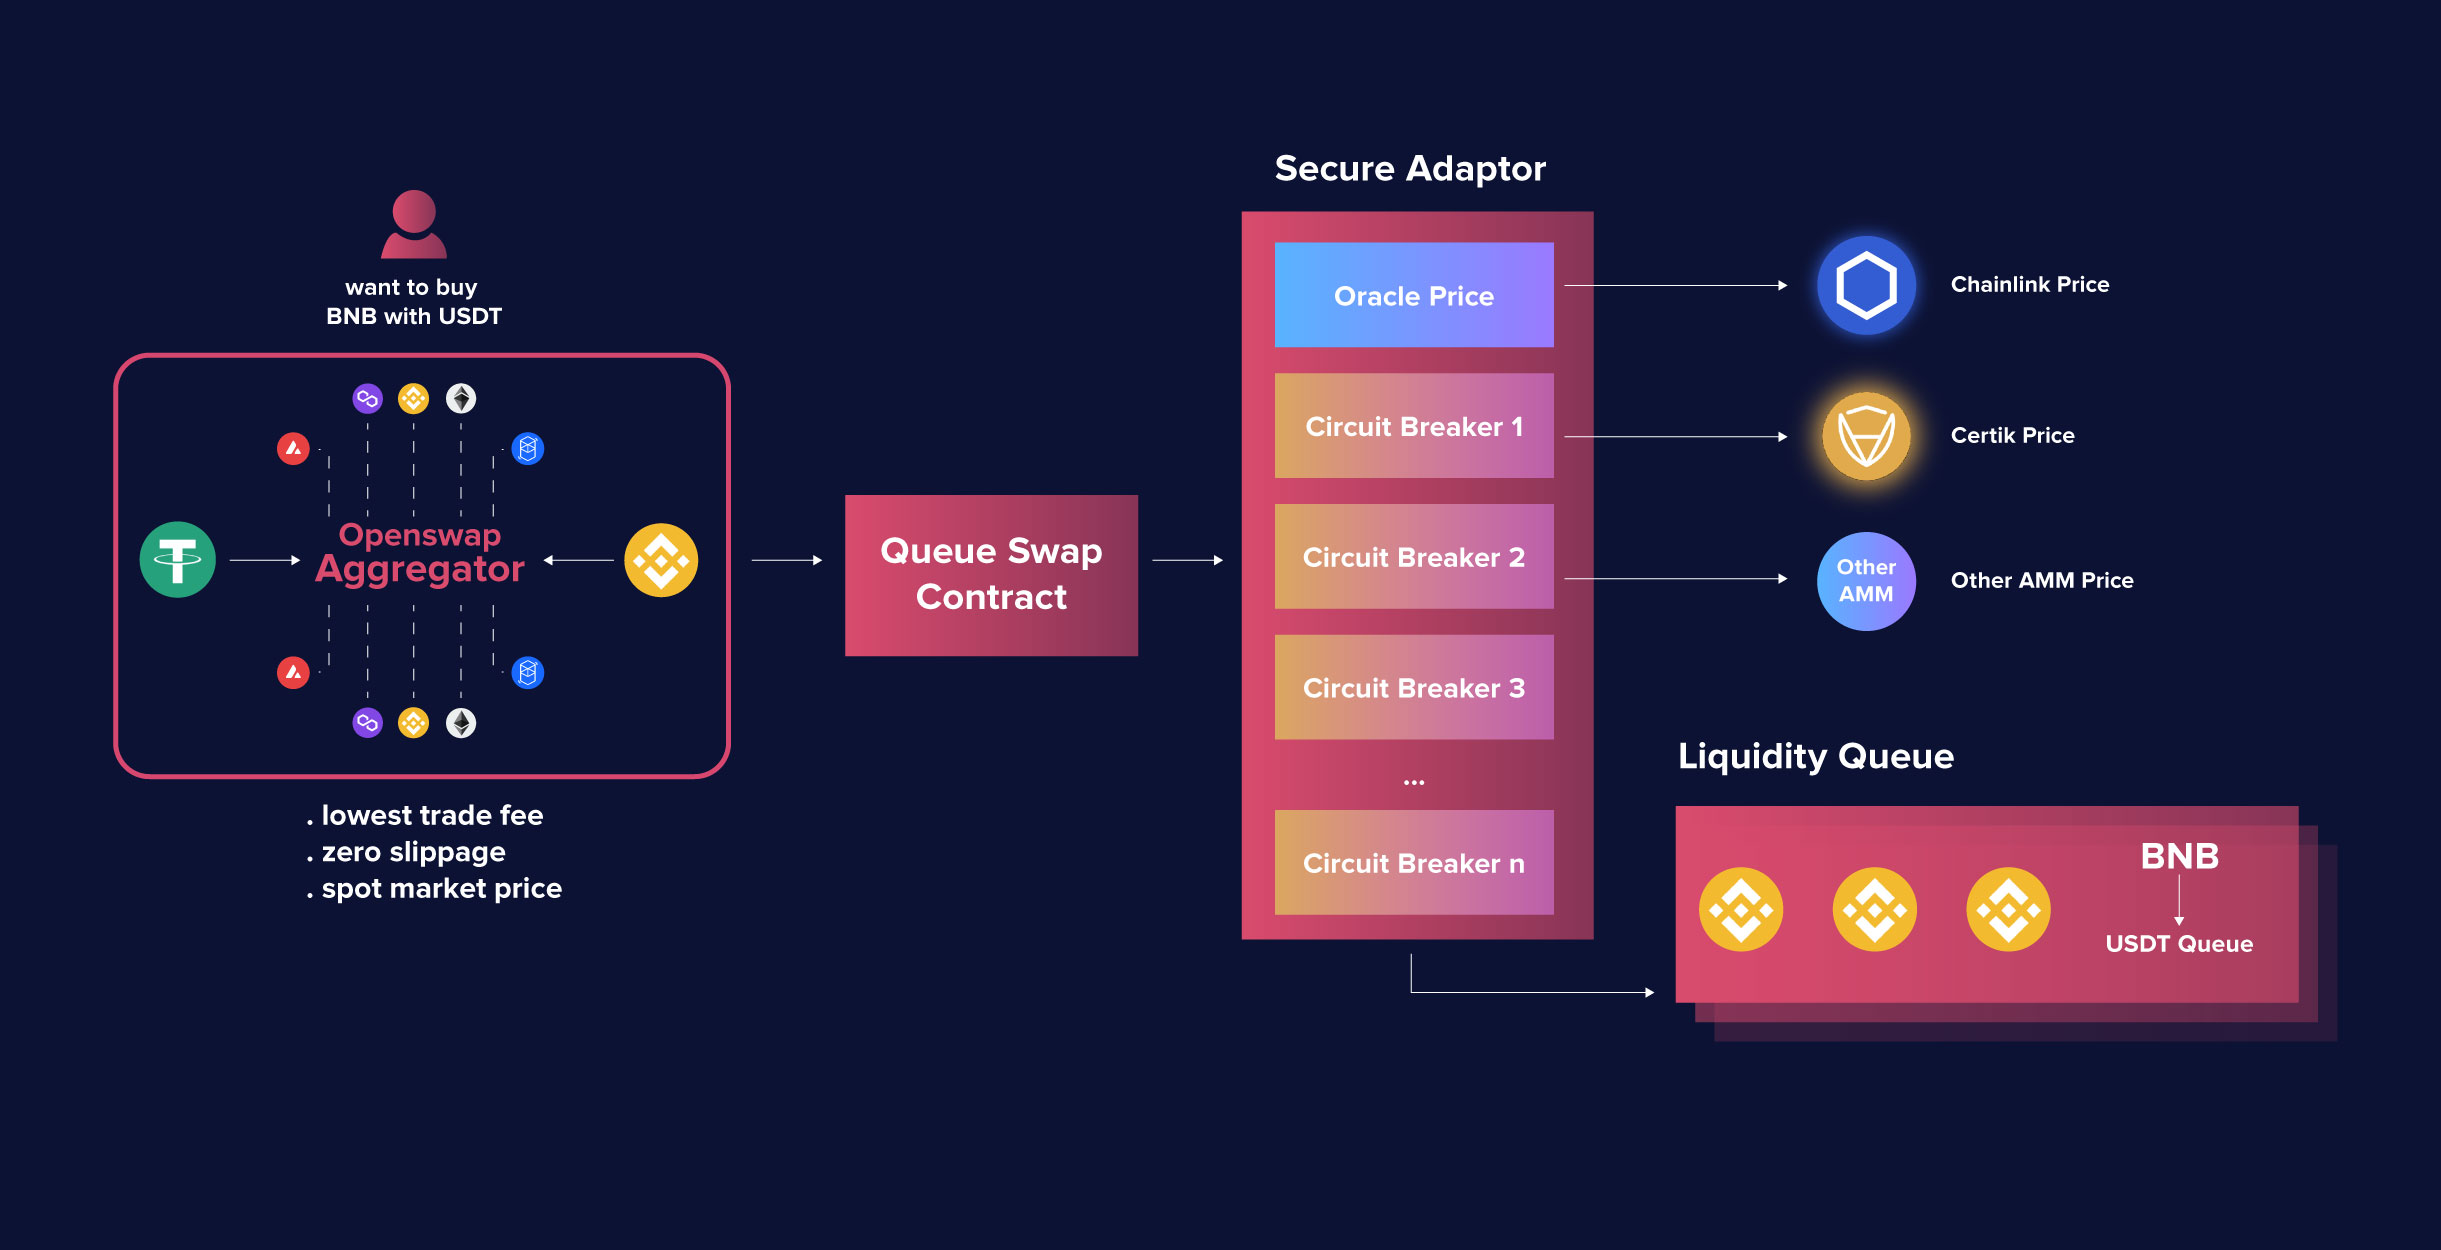 want to buy
BNB with USDT
Openswap
Aggregator
. lowest trade fee
. zero slippage
. spot market price
Queue Swap
Contract
Secure Adaptor
Oracle Price
Circuit Breaker 1
Circuit Breaker 2
Circuit Breaker 3
...
Circuit Breaker n
Chainlink Price
Certik Price
Other
AMM
Other AMM Price
Liquidity Queue
BNB
USDT Queue